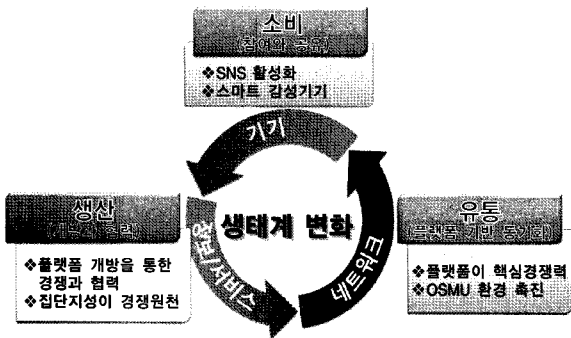 소비
(참여와 공유)
❖SNS 활성화
❖스마트 감성기기
기기
생산
협력)
❖플랫폼 개방을 통한
경쟁과 협력
❖집단지성이 경쟁원천
생태계 변화
정보/서비스
네트워크
유통
(플랫폼 기반 동기화)
❖플랫폼이 핵심경쟁력
❖OSMU 환경 촉진